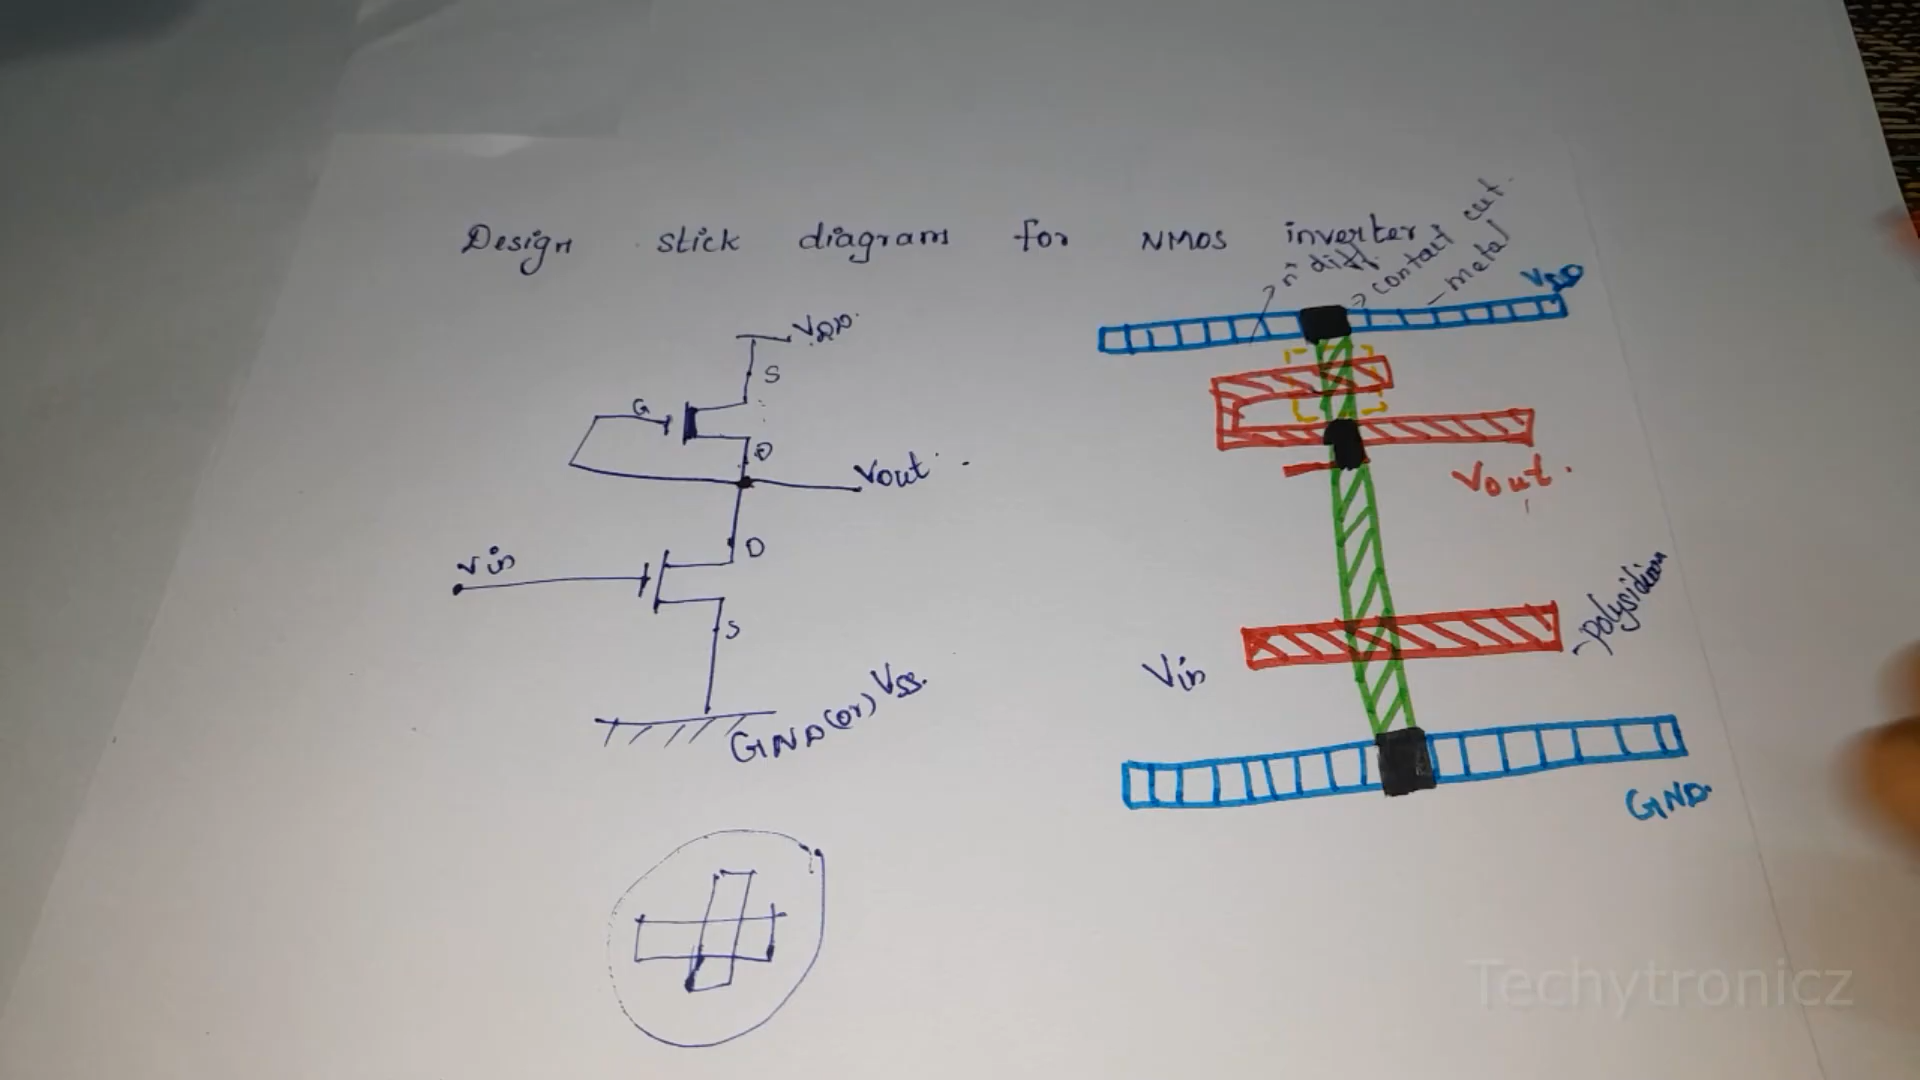 Design stick diagram for NMOS inverter
n+ diff.
contact cut.
metal
VDD
VDD.
S
G
D
Vout
Vout.
D
Vin
S
Polysilicon
Vin
GND (or) VSS.
GND.
Techytronicz